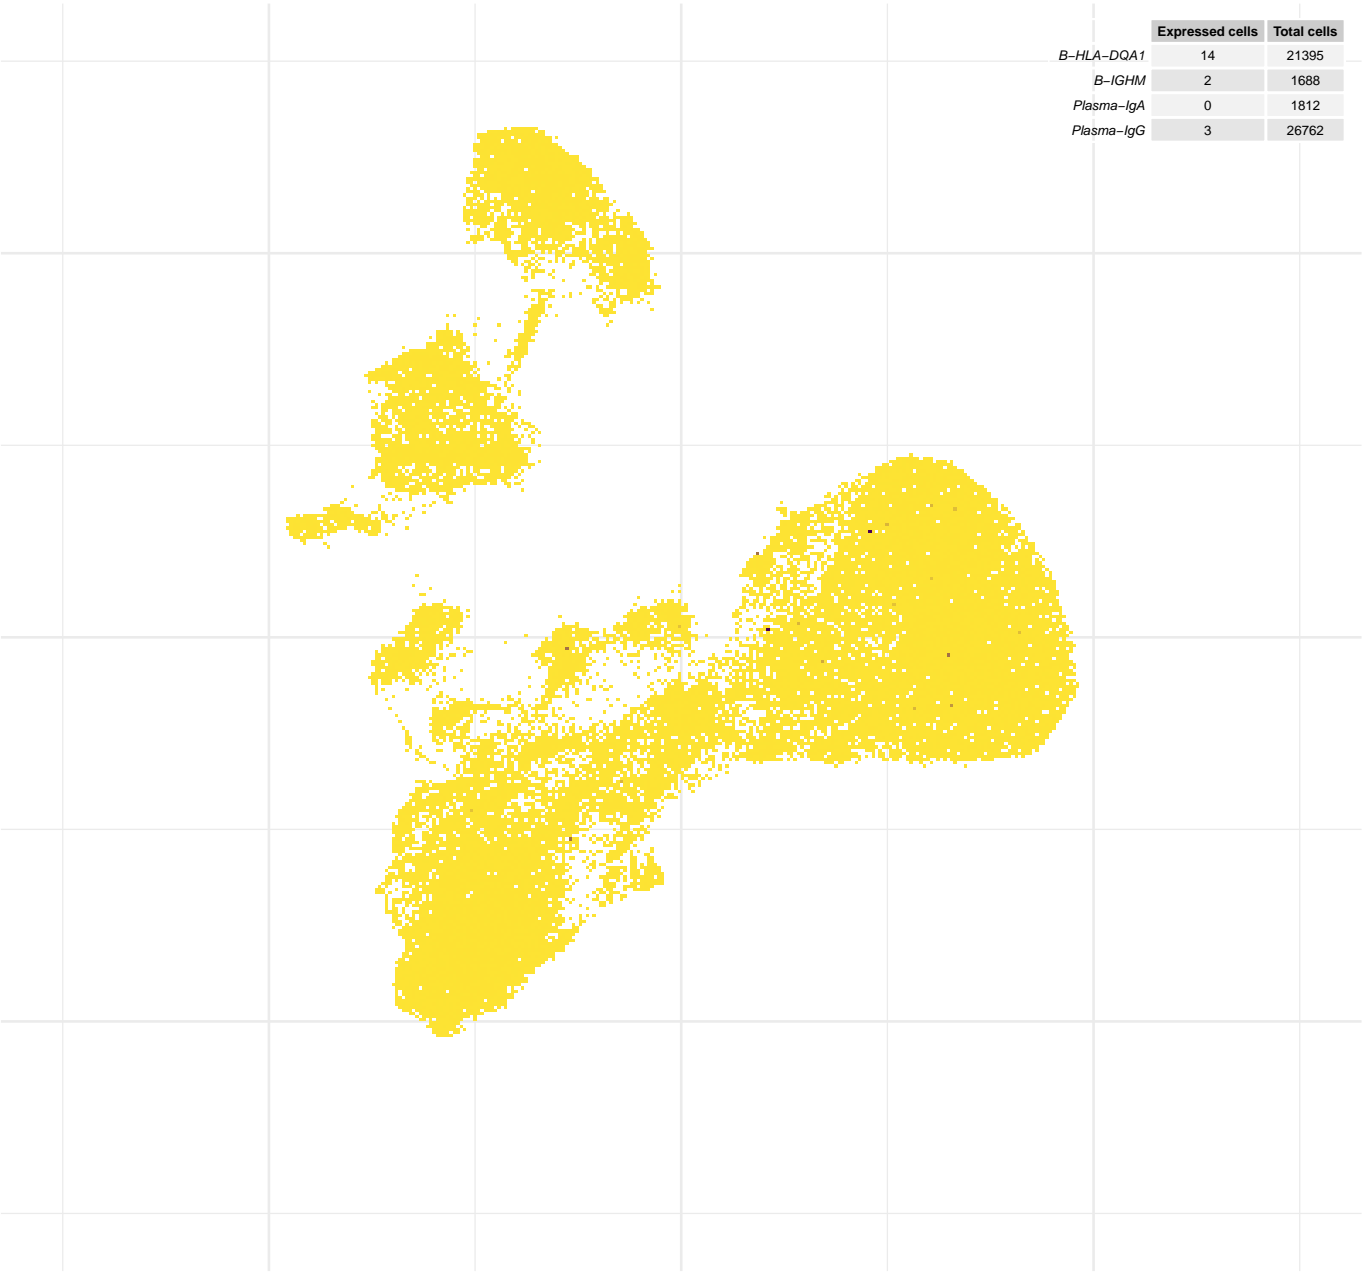 Expressed cells Total cells
B−HLA−DQA1 14 21395
B−IGHM 2 1688
Plasma−IgA 0 1812
Plasma−IgG 3 26762